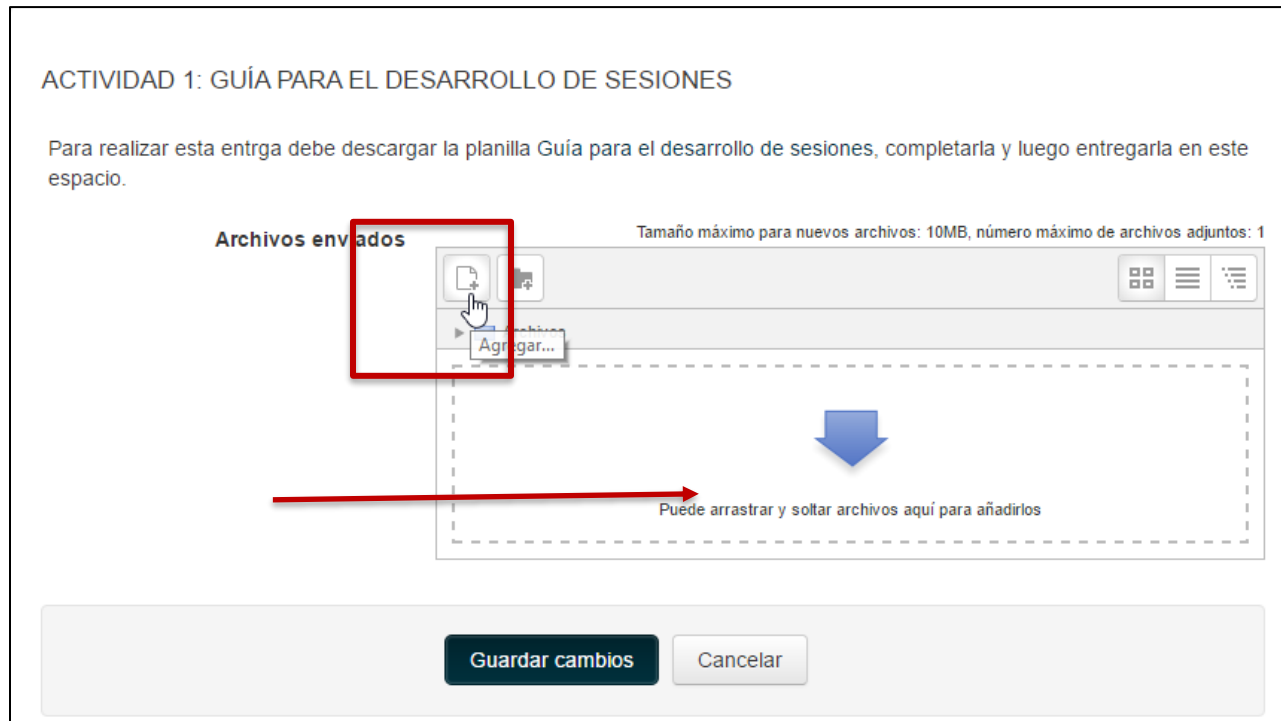 ACTIVIDAD 1: GUÍA PARA EL DESARROLLO DE SESIONES
Para realizar esta entrga debe descargar la planilla Guía para el desarrollo de sesiones, completarla y luego entregarla en este
espacio.
Archivos enviados
Tamaño máximo para nuevos archivos: 10MB, número máximo de archivos adjuntos: 1
Archivos
Agregar...
Puede arrastrar y soltar archivos aquí para añadirlos
Guardar cambios
Cancelar